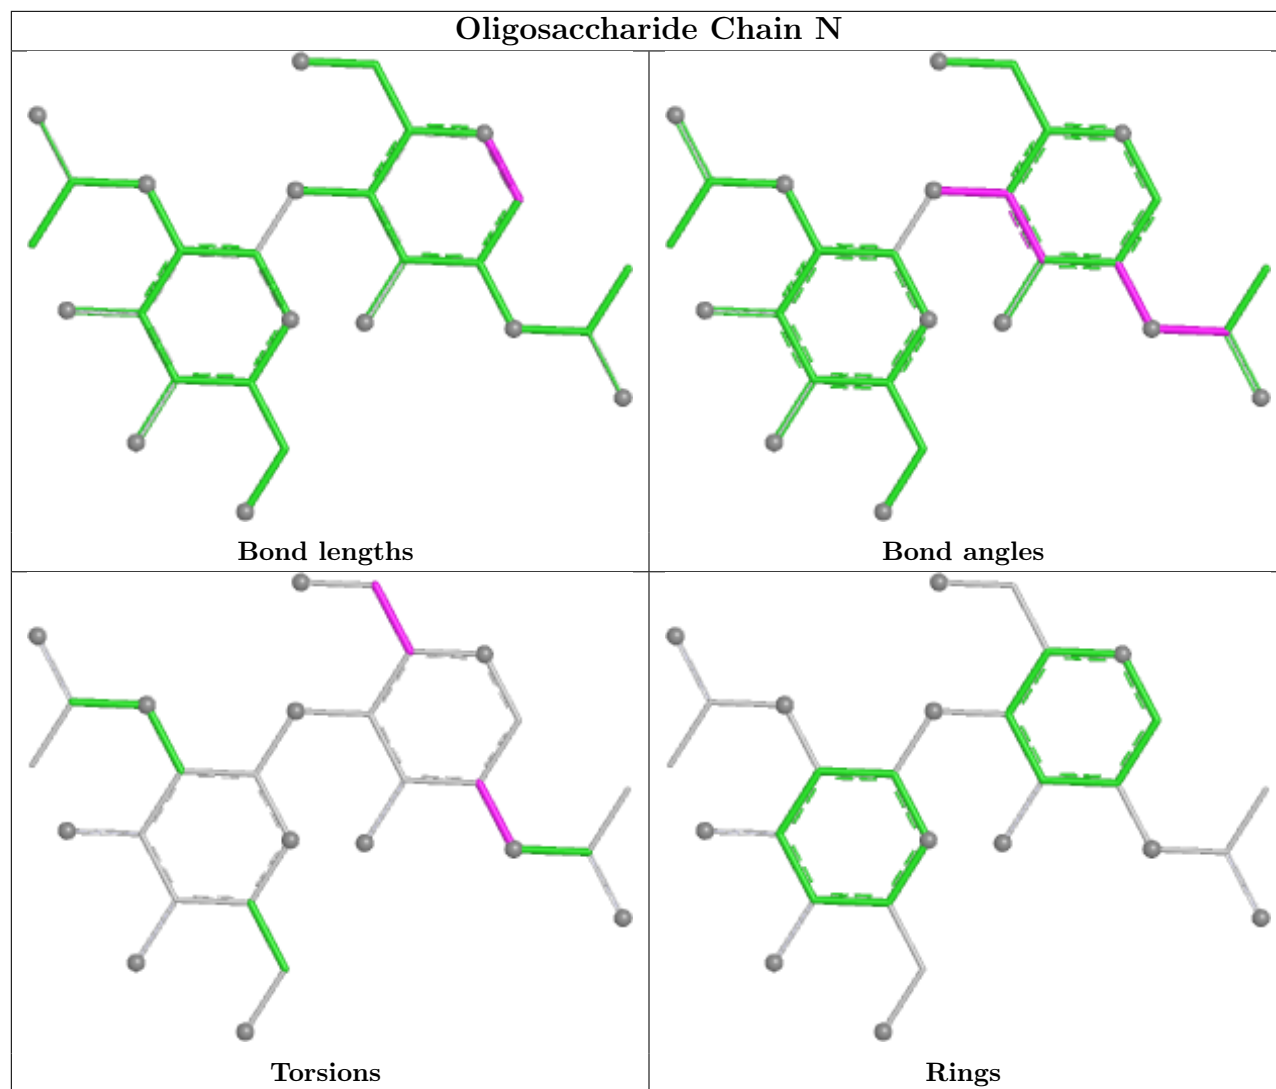 Oligosaccharide Chain N
Bond lengths
Bond angles
Torsions
Rings